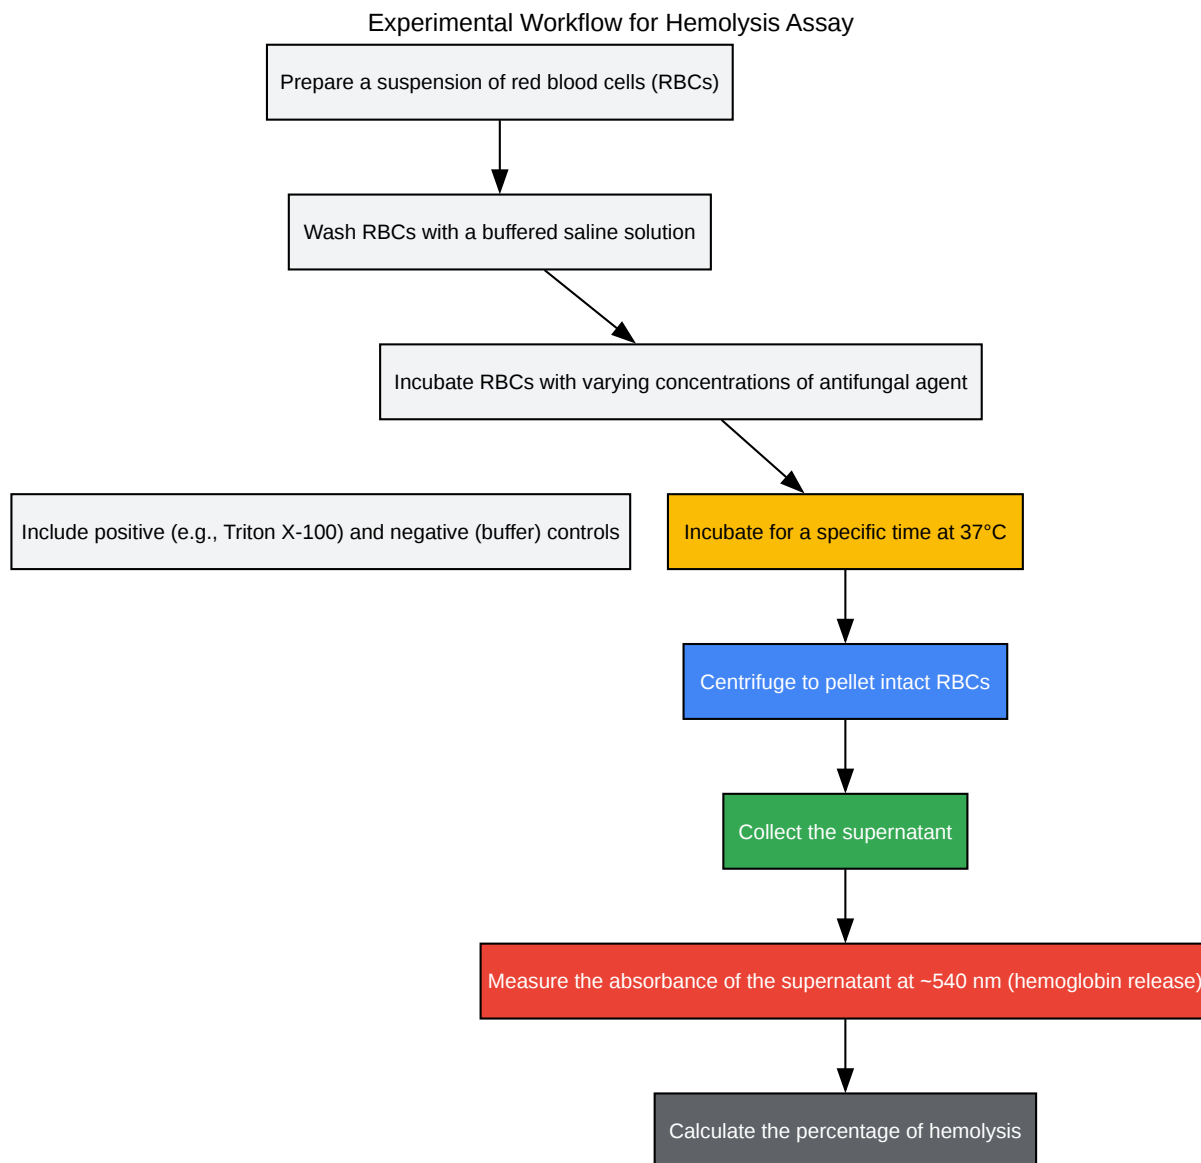 Experimental Workflow for Hemolysis Assay
Prepare a suspension of red blood cells (RBCs)
Wash RBCs with a buffered saline solution
Incubate RBCs with varying concentrations of antifungal agent
Include positive (e.g., Triton X-100) and negative (buffer) controls
Incubate for a specific time at 37°C
Centrifuge to pellet intact RBCs
Collect the supernatant
Measure the absorbance of the supernatant at ~540 nm (hemoglobin release)
Calculate the percentage of hemolysis